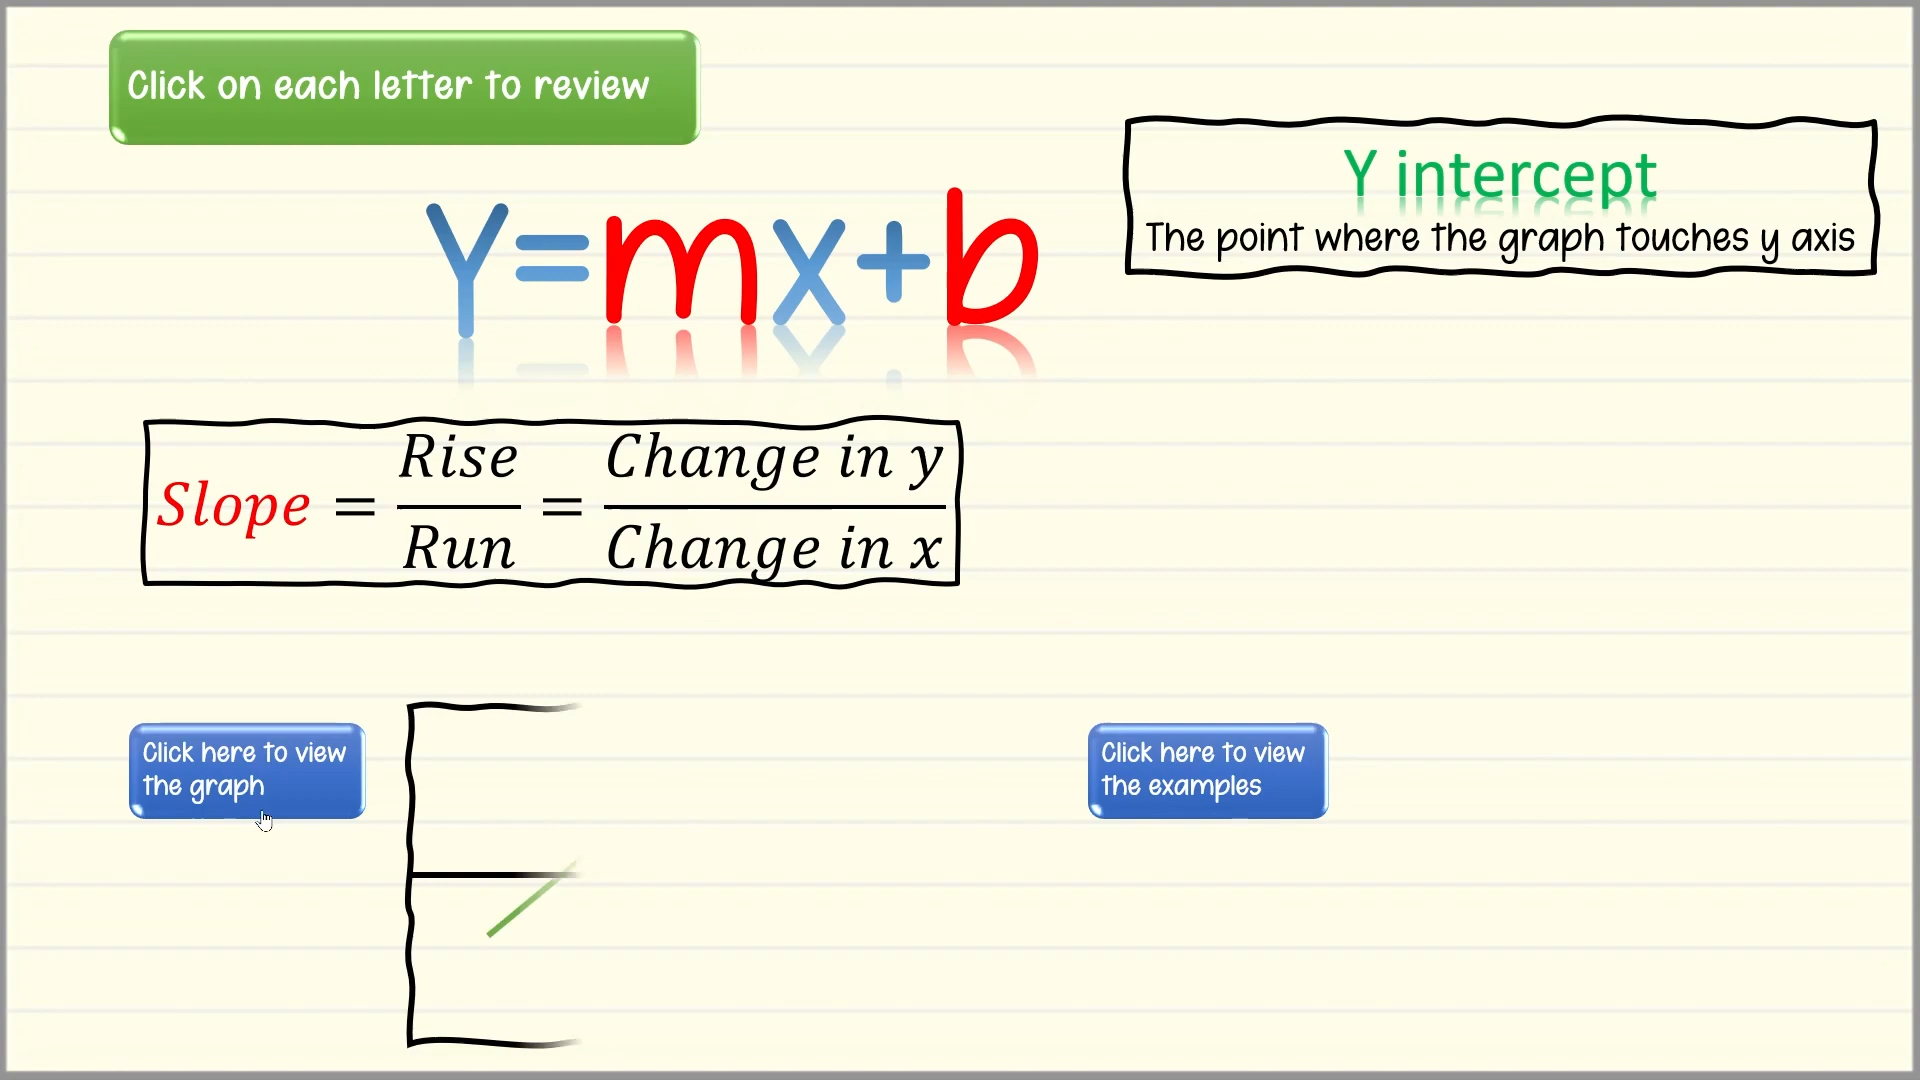 Click on each letter to review
Y intercept
The point where the graph touches y axis
Y=mx+b
Slope = Rise/Run = Change in y/Change in x
Click here to view
the graph
Click here to view
the examples